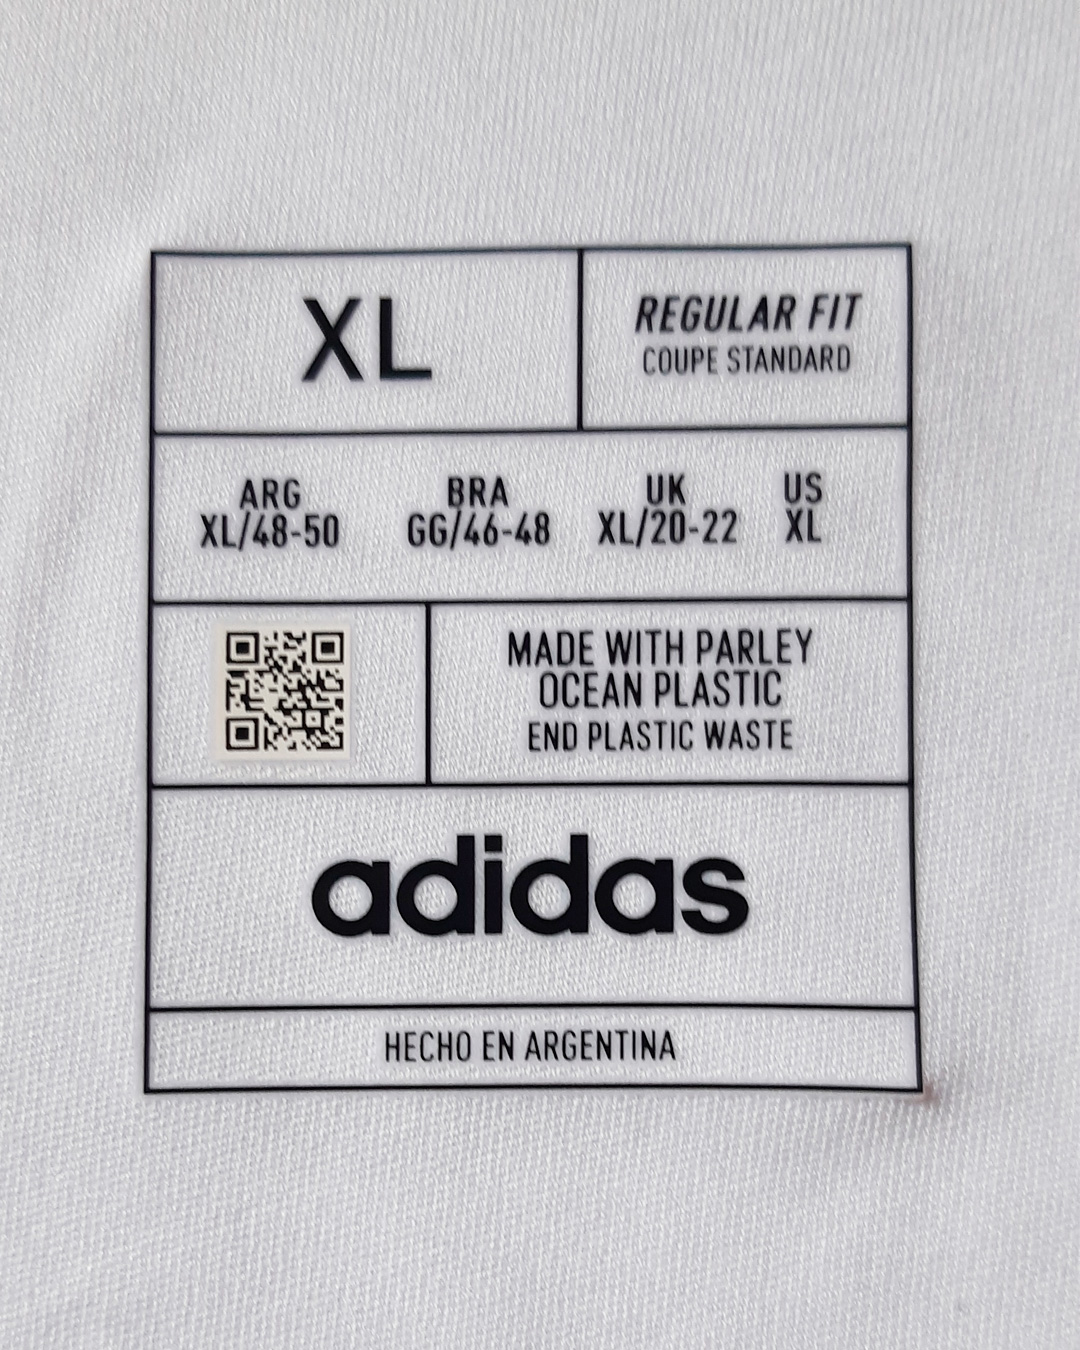 XL
REGULAR FIT
COUPE STANDARD
ARG BRA UK US
XL/48-50 GG/46-48 XL/20-22 XL
MADE WITH PARLEY
OCEAN PLASTIC
END PLASTIC WASTE
adidas
HECHO EN ARGENTINA